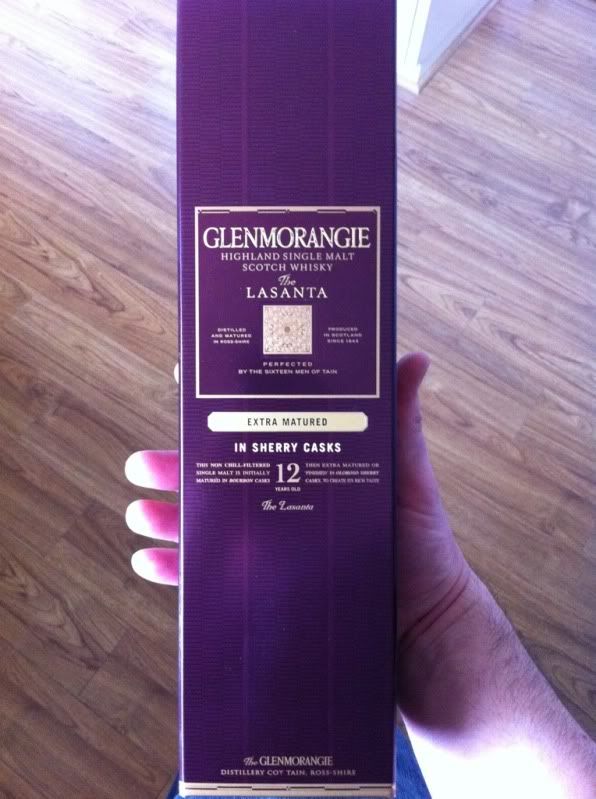 GLENMORANGIE
HIGHLAND SINGLE MALT
SCOTCH WHISKY
The
LASANTA
DISTILLED
AND MATURED
IN ROSS-SHIRE
PRODUCED
IN SCOTLAND
SINCE 1843
PERFECTED
BY THE SIXTEEN MEN OF TAIN
EXTRA MATURED
IN SHERRY CASKS
THIS NON CHILL-FILTERED
SINGLE MALT IS INITIALLY
MATURED IN BOURBON CASKS
12
YEARS OLD
THEN EXTRA MATURED OR
'FINISHED' IN OLOROSO SHERRY
CASKS, TO CREATE ITS RICH TASTE
The Lasanta
The GLENMORANGIE
DISTILLERY COY TAIN, ROSS-SHIRE